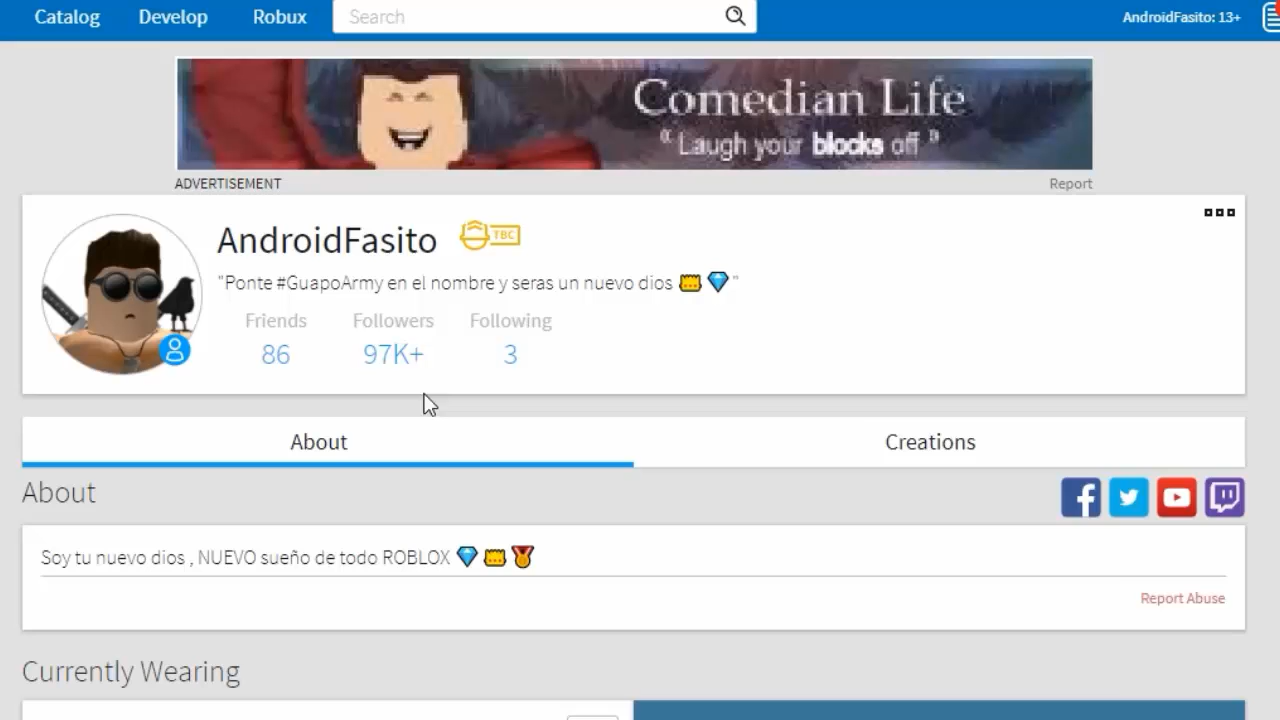 Catalog Develop Robux Search AndroidFasito: 13+
Comedian Life
“ Laugh your blocks off ”
ADVERTISEMENT Report
AndroidFasito TBC
"Ponte #GuapoArmy en el nombre y seras un nuevo dios 👑 💎 "
Friends Followers Following
86 97K+ 3
About Creations
About
Soy tu nuevo dios , NUEVO sueño de todo ROBLOX 💎 👑 🏅
Report Abuse
Currently Wearing